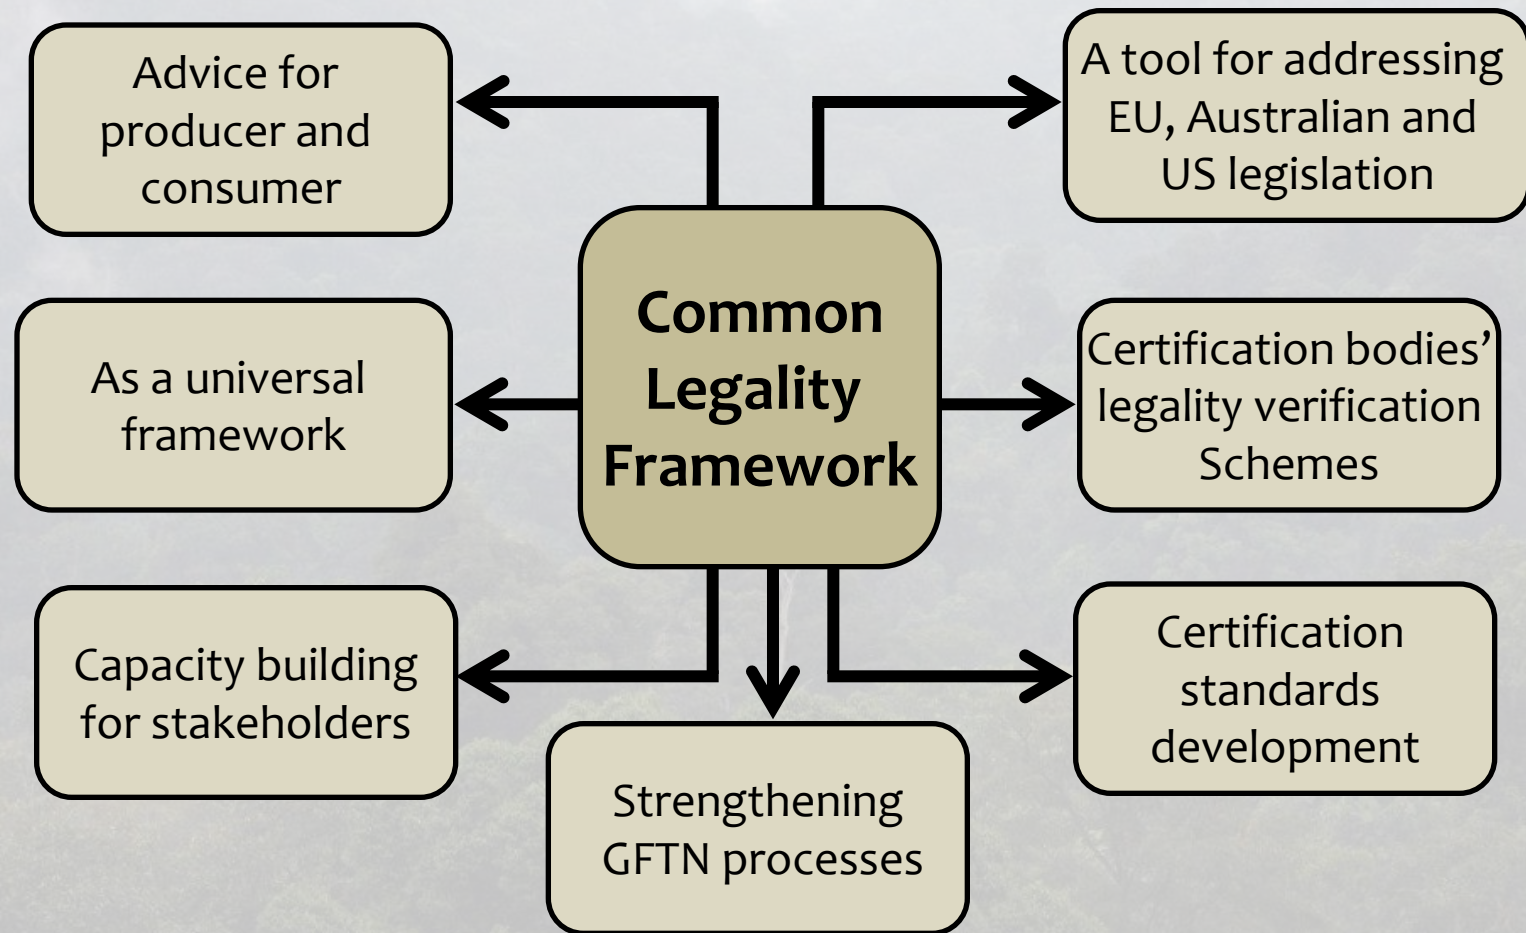 Advice for
producer and
consumer
A tool for addressing
EU, Australian and
US legislation
Common
Legality
Framework
As a universal
framework
Certification bodies’
legality verification
Schemes
Capacity building
for stakeholders
Strengthening
GFTN processes
Certification
standards
development